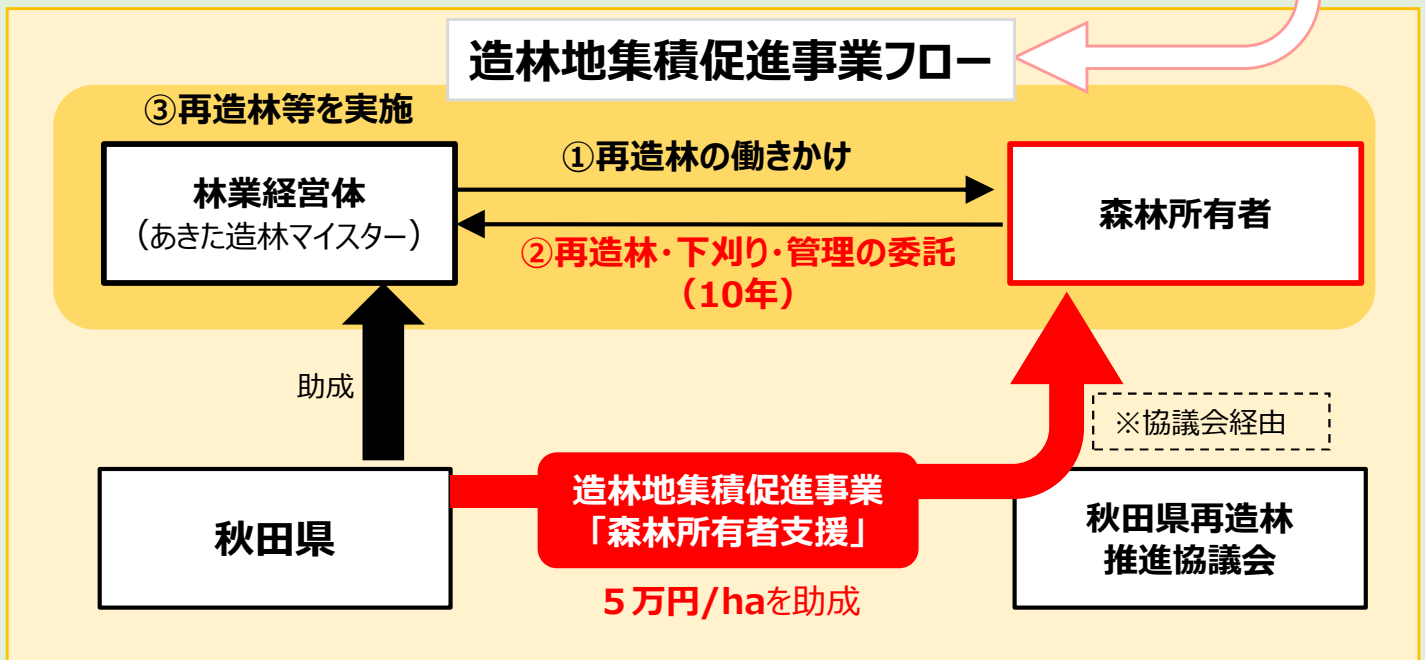 造林地集積促進事業フロー
③再造林等を実施
林業経営体
（あきた造林マイスター）
①再造林の働きかけ
②再造林・下刈り・管理の委託
（10年）
森林所有者
助成
※協議会経由
秋田県
造林地集積促進事業
「森林所有者支援」
５万円/haを助成
秋田県再造林
推進協議会